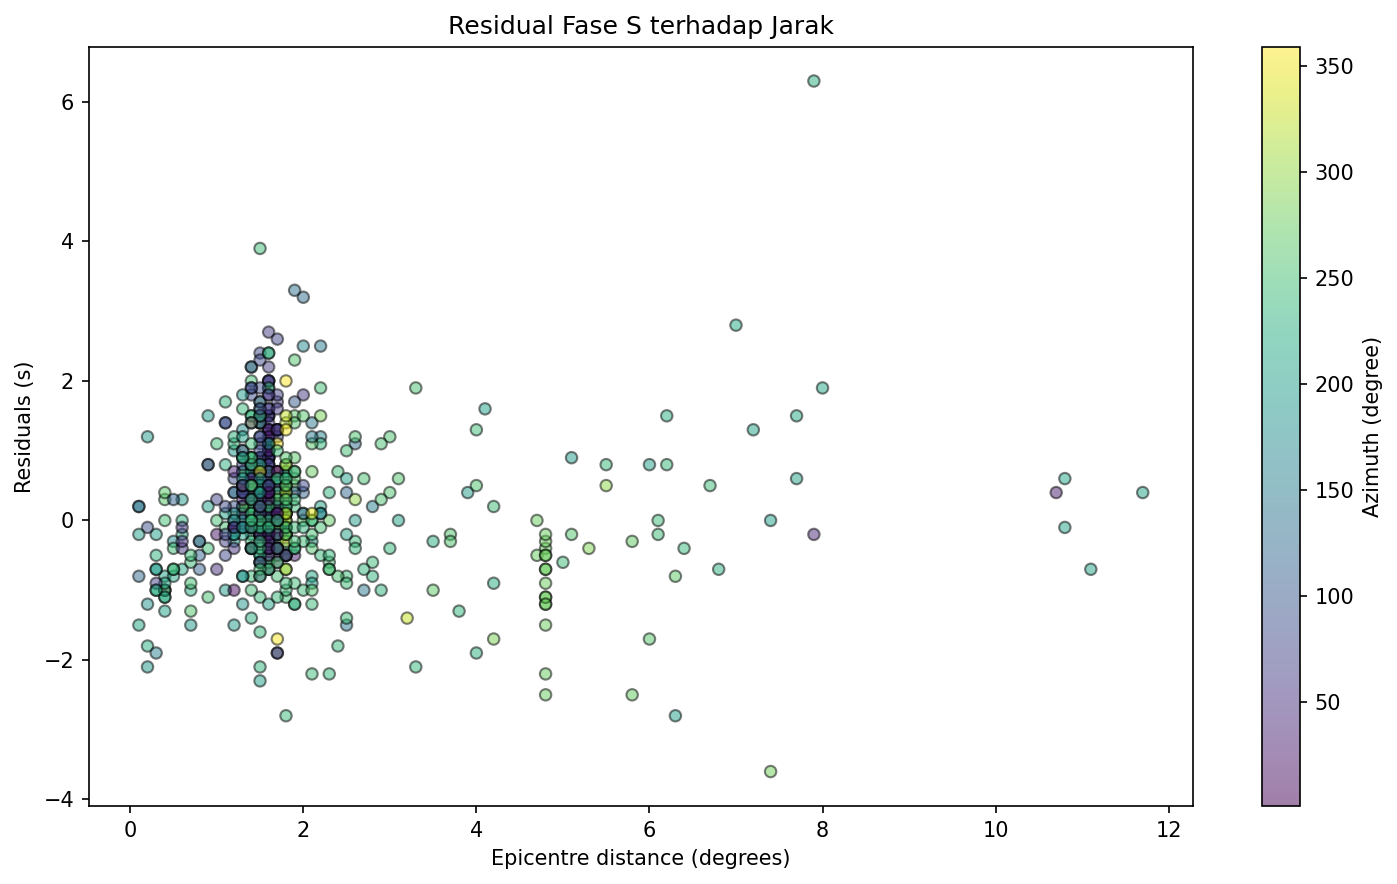 Residual Fase S terhadap Jarak
Residuals (s)
6
4
2
0
−2
−4
0 2 4 6 8 10 12
Epicentre distance (degrees)
350
300
250
200
150
100
50
Azimuth (degree)